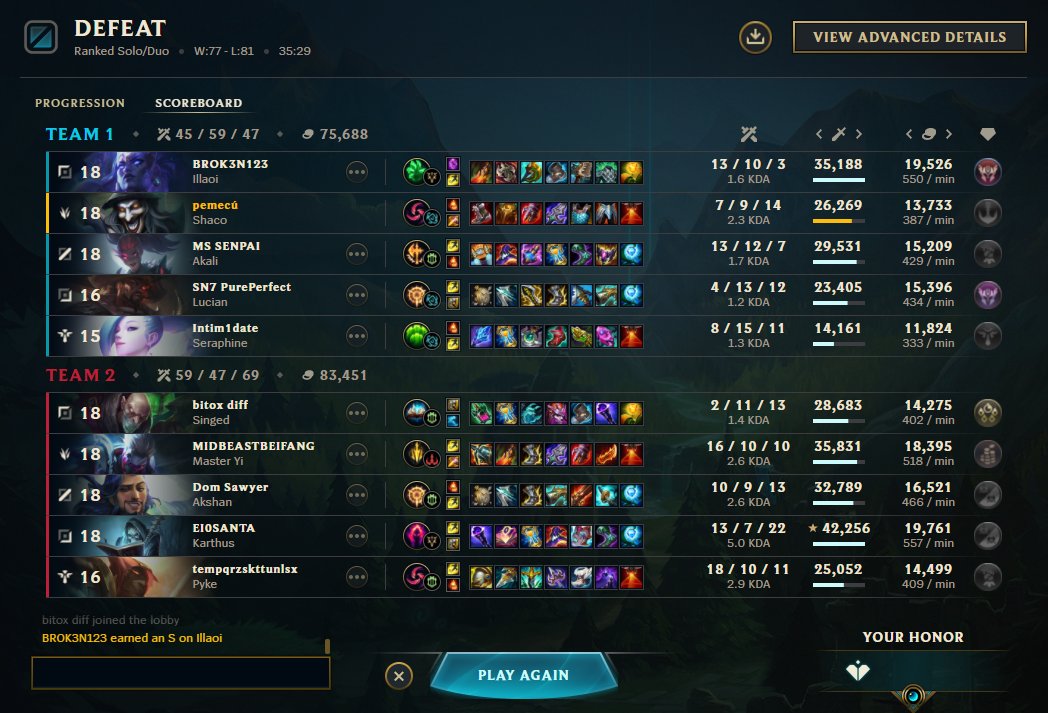 DEFEAT
Ranked Solo/Duo • W:77 - L:81 • 35:29
VIEW ADVANCED DETAILS
PROGRESSION SCOREBOARD
TEAM 1 45 / 59 / 47 75,688
18 BROK3N123 Illaoi 13 / 10 / 3 1.6 KDA 35,188 19,526 550 / min
18 pemecú Shaco 7 / 9 / 14 2.3 KDA 26,269 13,733 387 / min
18 MS SENPAI Akali 13 / 12 / 7 1.7 KDA 29,531 15,209 429 / min
16 SN7 PurePerfect Lucian 4 / 13 / 12 1.2 KDA 23,405 15,396 434 / min
15 Intim1date Seraphine 8 / 15 / 11 1.3 KDA 14,161 11,824 333 / min
TEAM 2 59 / 47 / 69 83,451
18 bitox diff Singed 2 / 11 / 13 1.4 KDA 28,683 14,275 402 / min
18 MIDBEASTBEIFANG Master Yi 16 / 10 / 10 2.6 KDA 35,831 18,395 518 / min
18 Dom Sawyer Akshan 10 / 9 / 13 2.6 KDA 32,789 16,521 466 / min
18 EI0SANTA Karthus 13 / 7 / 22 5.0 KDA 42,256 19,761 557 / min
16 tempqrzskttunlsx Pyke 18 / 10 / 11 2.9 KDA 25,052 14,499 409 / min
bitox diff joined the lobby
BROK3N123 earned an S on Illaoi
YOUR HONOR
PLAY AGAIN